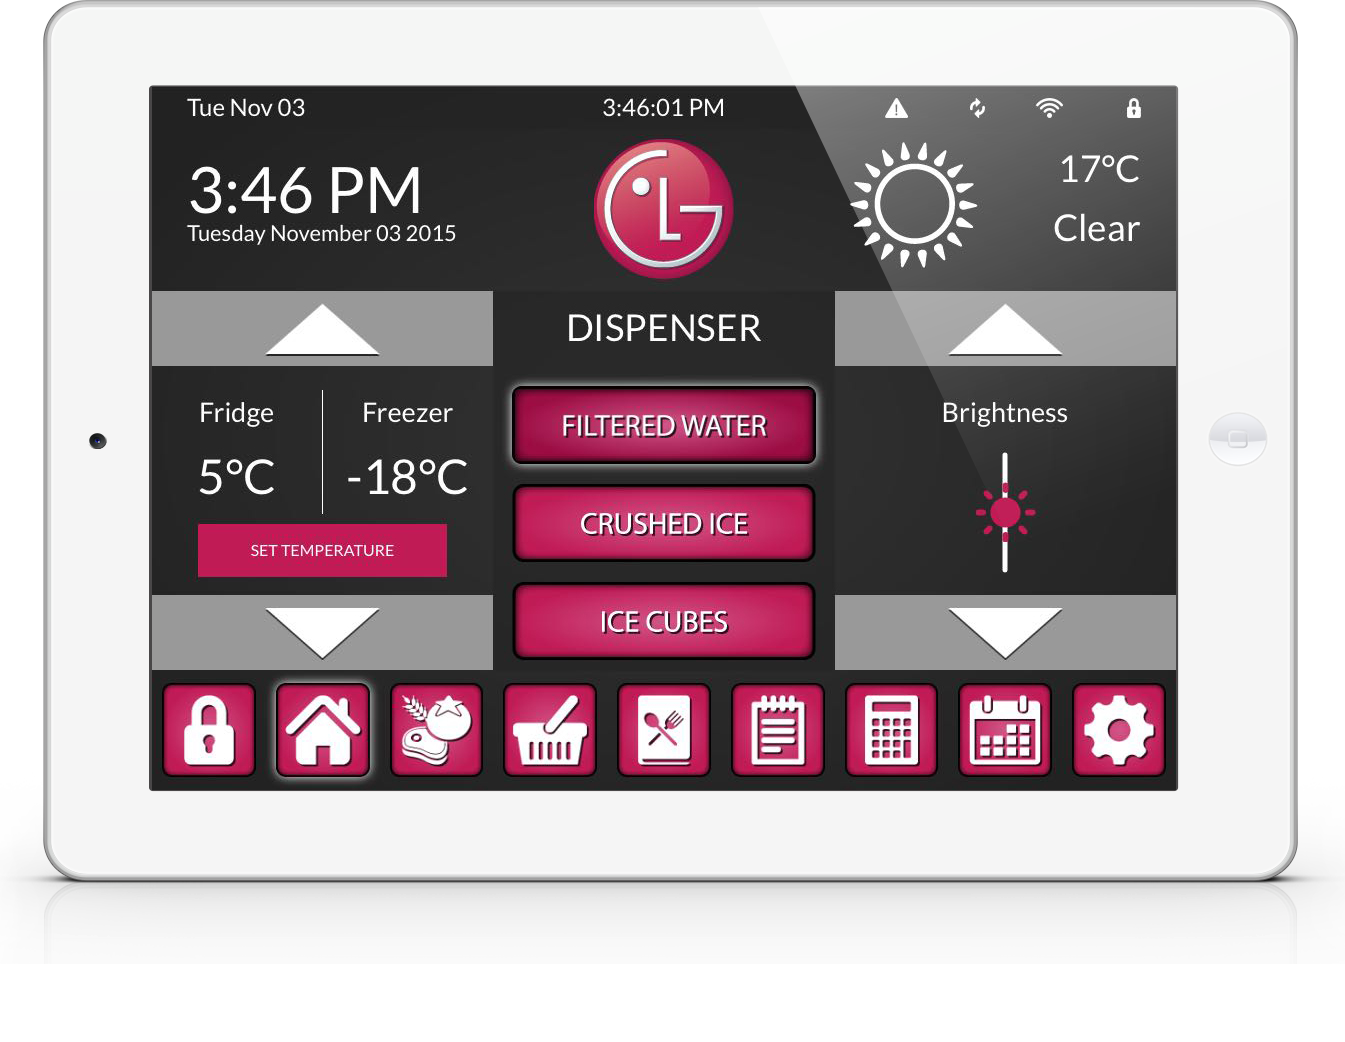 Tue Nov 03
3:46:01 PM
3:46 PM
Tuesday November 03 2015
LG
17°C
Clear
DISPENSER
Fridge
Freezer
5°C
-18°C
SET TEMPERATURE
FILTERED WATER
CRUSHED ICE
ICE CUBES
Brightness